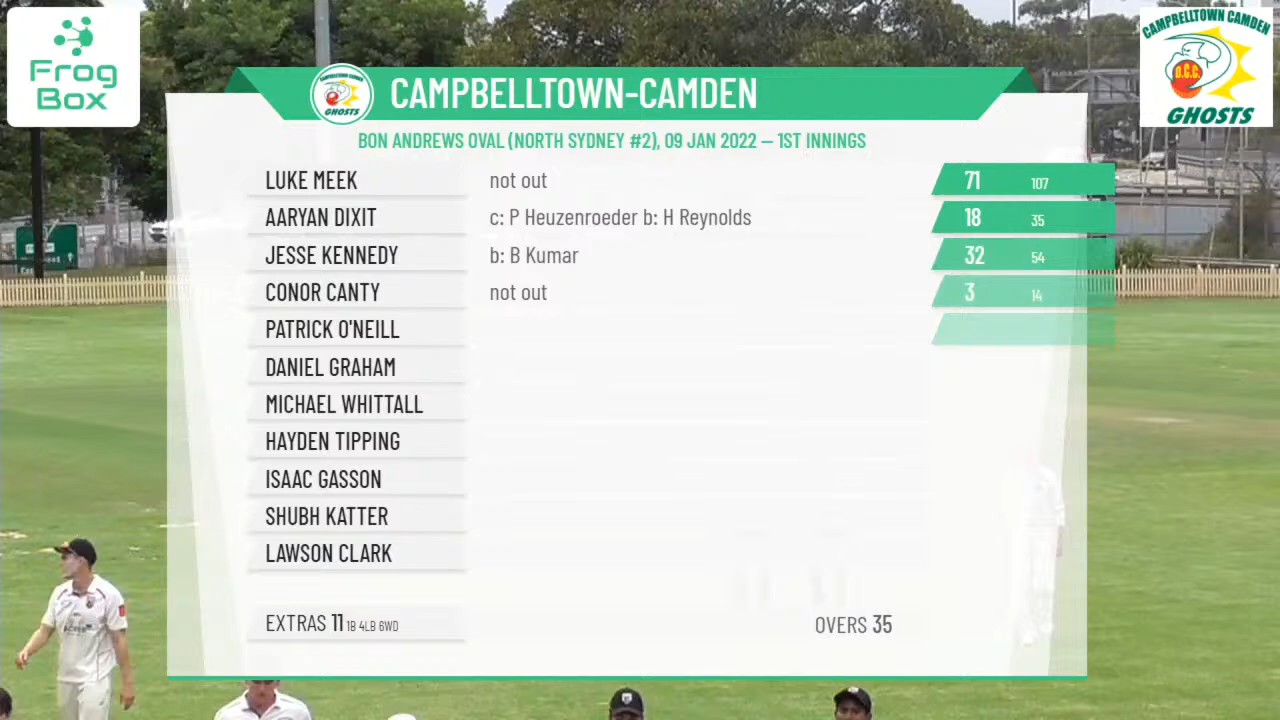 Frog
Box
CAMPBELLTOWN CAMDEN
D.C.C.
GHOSTS
CAMPBELLTOWN-CAMDEN
GHOSTS
BON ANDREWS OVAL (NORTH SYDNEY #2), 09 JAN 2022 – 1ST INNINGS
LUKE MEEK not out 71 107
AARYAN DIXIT c: P Heuzenroeder b: H Reynolds 18 35
JESSE KENNEDY b: B Kumar 32 54
CONOR CANTY not out 3 14
PATRICK O'NEILL
DANIEL GRAHAM
MICHAEL WHITTALL
HAYDEN TIPPING
ISAAC GASSON
SHUBH KATTER
LAWSON CLARK
EXTRAS 11 1B 4LB 6WD OVERS 35